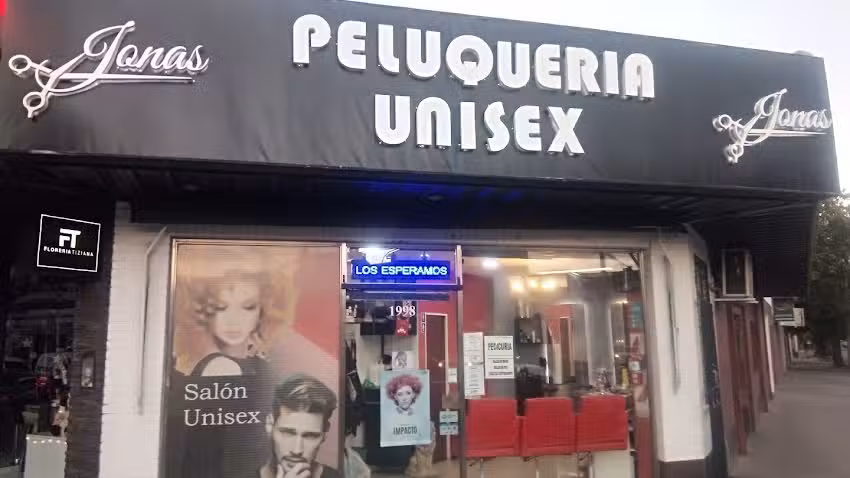 Jonas
PELUQUERIA
UNISEX
Jonas
FT
FLORERIA TIZIANA
LOS ESPERAMOS
1998
PEDICURIA
Salón
Unisex
IMPACTO